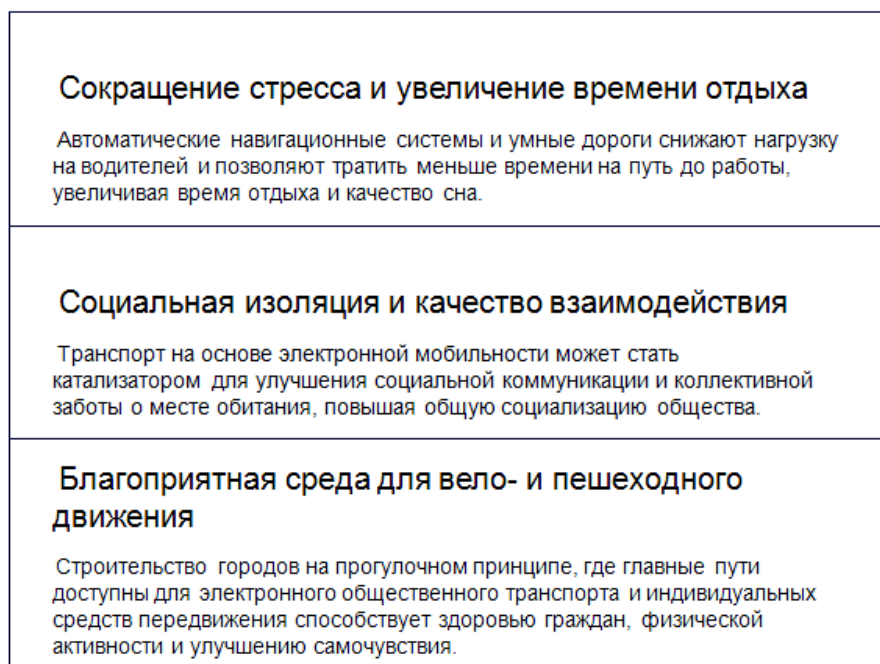 Сокращение стресса и увеличение времени отдыха
Автоматические навигационные системы и умные дороги снижают нагрузку
на водителей и позволяют тратить меньше времени на путь до работы,
увеличивая время отдыха и качество сна.
Социальная изоляция и качество взаимодействия
Транспорт на основе электронной мобильности может стать
катализатором для улучшения социальной коммуникации и коллективной
заботы о месте обитания, повышая общую социализацию общества.
Благоприятная среда для вело- и пешеходного
движения
Строительство городов на прогулочном принципе, где главные пути
доступны для электронного общественного транспорта и индивидуальных
средств передвижения способствует здоровью граждан, физической
активности и улучшению самочувствия.